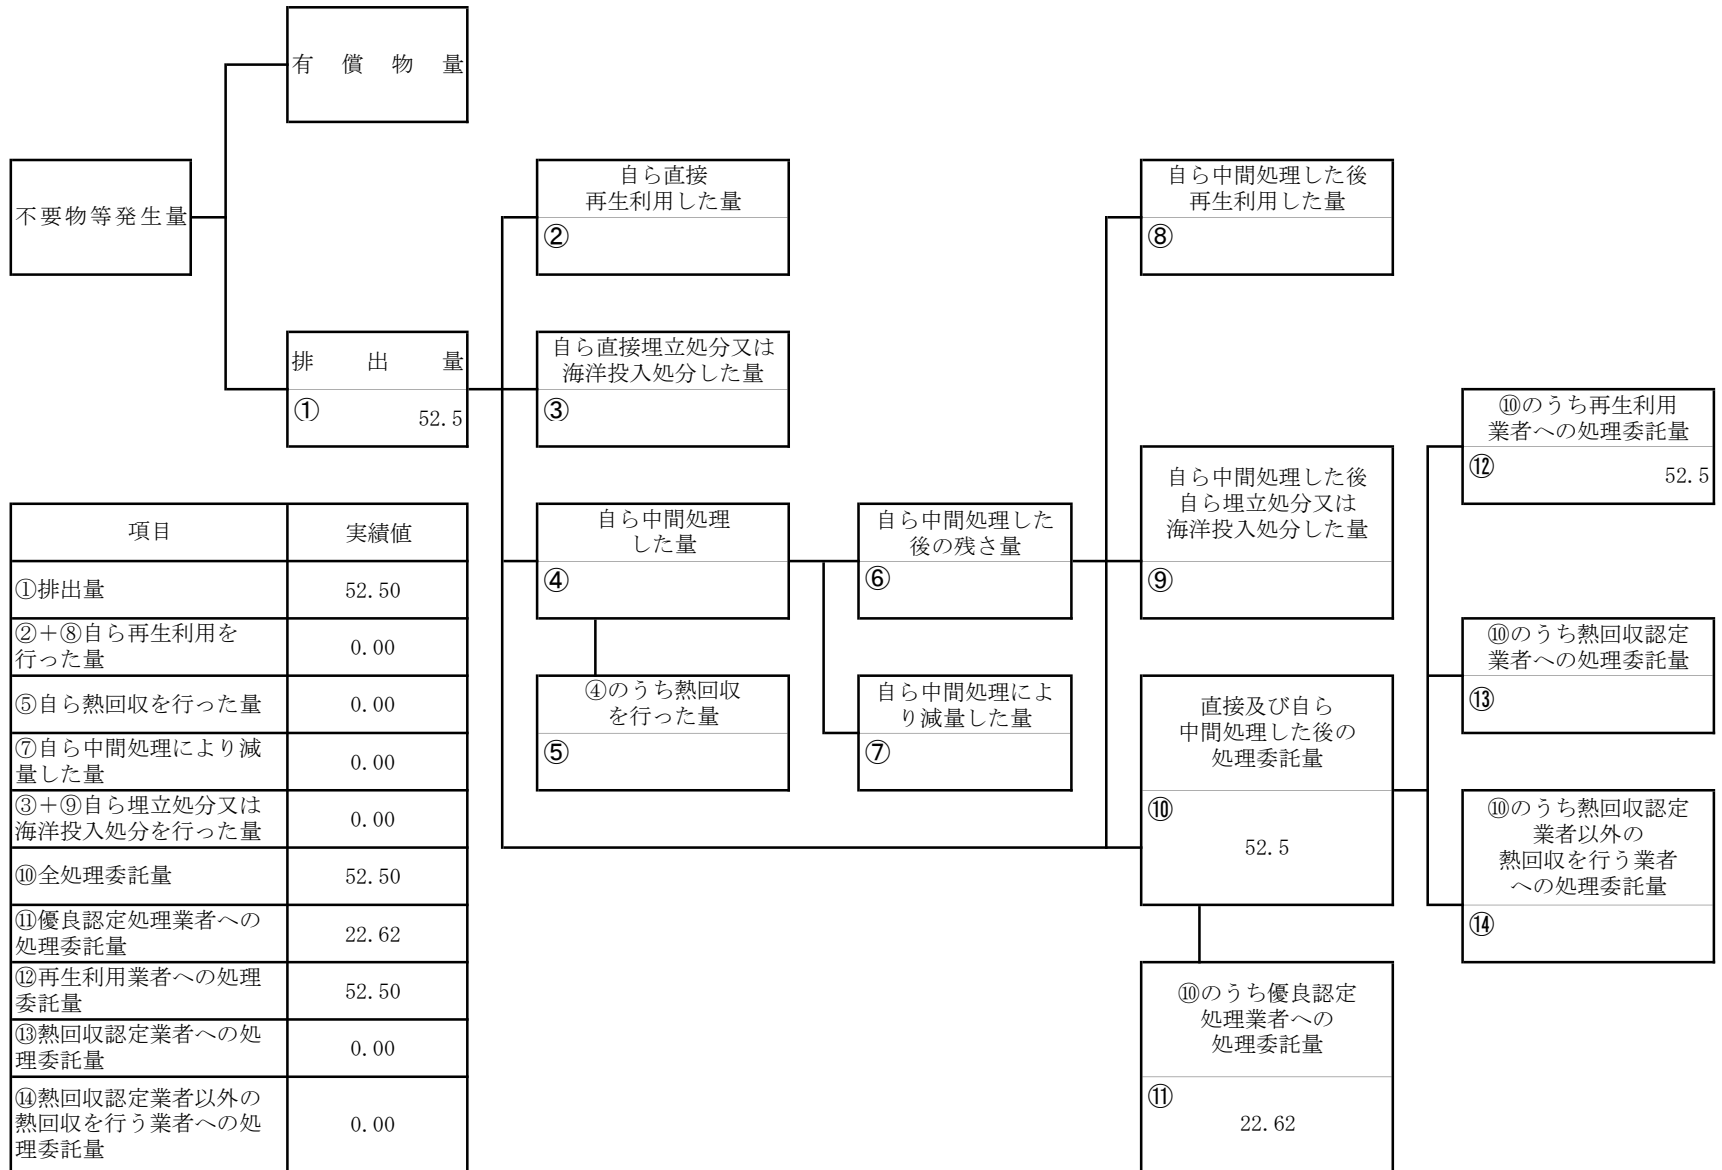 有償物量
不要物等発生量
排出量
①
52.5
自ら直接
再生利用した量
②
自ら直接埋立処分又は
海洋投入処分した量
③
自ら中間処理
した量
④
④のうち熱回収
を行った量
⑤
自ら中間処理した
後の残さ量
⑥
自ら中間処理によ
り減量した量
⑦
自ら中間処理した後
再生利用した量
⑧
自ら中間処理した後
自ら埋立処分又は
海洋投入処分した量
⑨
直接及び自ら
中間処理した後の
処理委託量
⑩
52.5
⑩のうち優良認定
処理業者への
処理委託量
⑪
22.62
⑩のうち再生利用
業者への処理委託量
⑫
52.5
⑩のうち熱回収認定
業者への処理委託量
⑬
⑩のうち熱回収認定
業者以外の
熱回収を行う業者
への処理委託量
⑭
項目 実績値
①排出量 52.50
②+⑧自ら再生利用を
行った量 0.00
⑤自ら熱回収を行った量 0.00
⑦自ら中間処理により減
量した量 0.00
③+⑨自ら埋立処分又は
海洋投入処分を行った量 0.00
⑩全処理委託量 52.50
⑪優良認定処理業者への
処理委託量 22.62
⑫再生利用業者への処理
委託量 52.50
⑬熱回収認定業者への処
理委託量 0.00
⑭熱回収認定業者以外の
熱回収を行う業者への処
理委託量 0.00